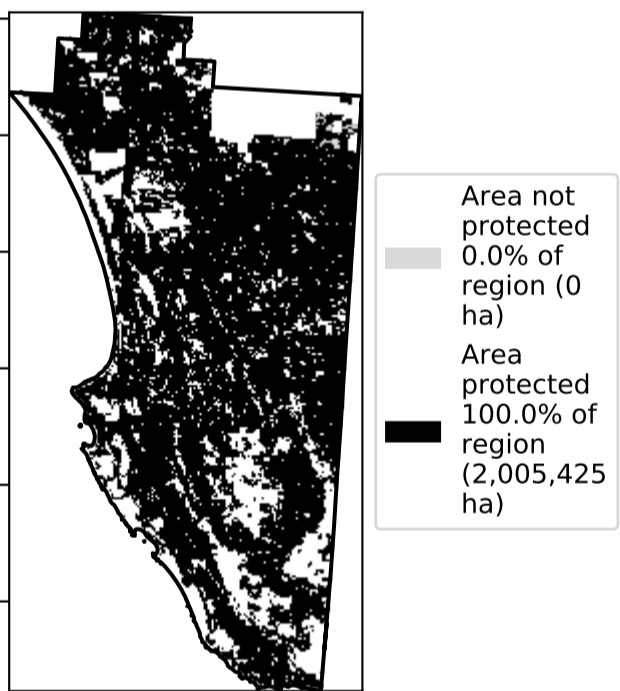 Area not
protected
0.0% of
region (0
ha)
Area
protected
100.0% of
region
(2,005,425
ha)